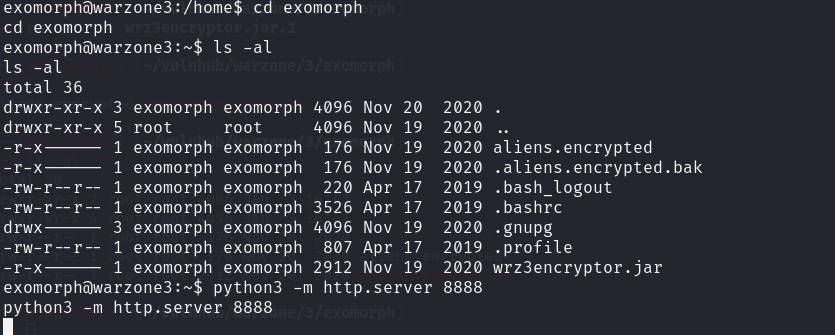 exomorph@warzone3:/home$ cd exomorph
cd exomorph
exomorph@warzone3:~$ ls -al
ls -al
total 36
drwxr-xr-x 3 exomorph exomorph 4096 Nov 20  2020 .
drwxr-xr-x 5 root     root     4096 Nov 19  2020 ..
-r-x------ 1 exomorph exomorph  176 Nov 19  2020 aliens.encrypted
-r-x------ 1 exomorph exomorph  176 Nov 19  2020 .aliens.encrypted.bak
-rw-r--r-- 1 exomorph exomorph  220 Apr 17  2019 .bash_logout
-rw-r--r-- 1 exomorph exomorph 3526 Apr 17  2019 .bashrc
drwx------ 3 exomorph exomorph 4096 Nov 19  2020 .gnupg
-rw-r--r-- 1 exomorph exomorph  807 Apr 17  2019 .profile
-r-x------ 1 exomorph exomorph 2912 Nov 19  2020 wrz3encryptor.jar
exomorph@warzone3:~$ python3 -m http.server 8888
python3 -m http.server 8888